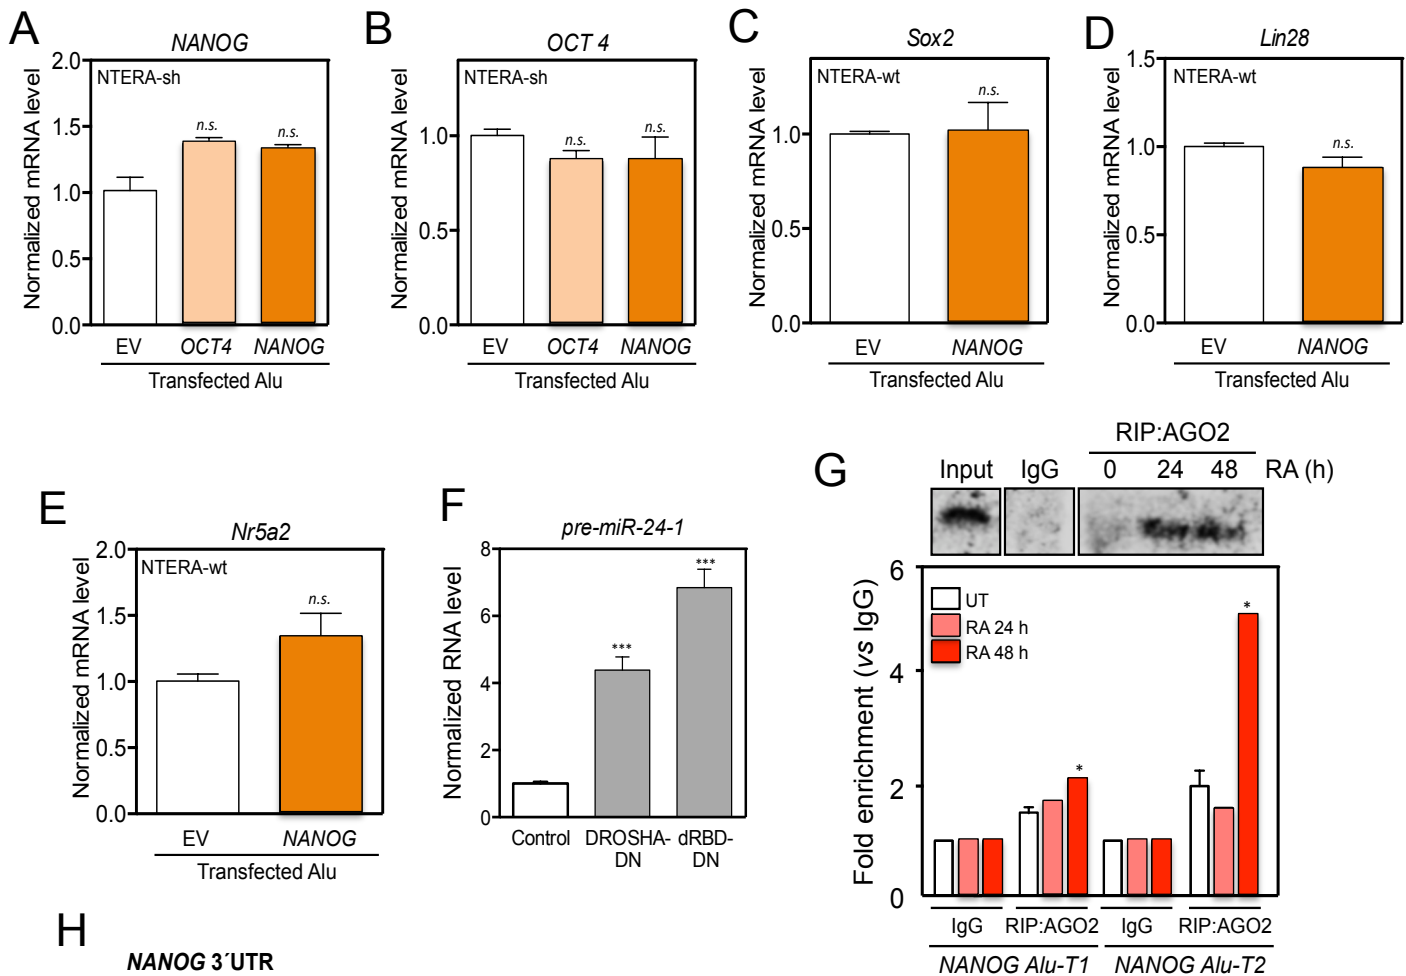 A
NANOG
Normalized mRNA level
2.0
1.5
1.0
0.5
0.0
NTERA-sh
n.s.
n.s.
EV OCT4 NANOG
Transfected Alu
B
OCT 4
Normalized mRNA level
1.0
0.5
0.0
NTERA-sh
n.s.
n.s.
EV OCT4 NANOG
Transfected Alu
C
Sox2
Normalized mRNA level
1.0
0.5
0.0
NTERA-wt
n.s.
EV NANOG
Transfected Alu
D
Lin28
Normalized mRNA level
1.5
1.0
0.5
0.0
NTERA-wt
n.s.
EV NANOG
Transfected Alu
E
Nr5a2
Normalized mRNA level
2.0
1.5
1.0
0.5
0.0
NTERA-wt
n.s.
EV NANOG
Transfected Alu
F
pre-miR-24-1
Normalized RNA level
8
6
4
2
0
***
***
Control DROSHA-DN dRBD-DN
G
RIP:AGO2
Input IgG 0 24 48 RA (h)
Fold enrichment (vs IgG)
6
4
2
0
UT
RA 24 h
RA 48 h
*
*
IgG RIP:AGO2 IgG RIP:AGO2
NANOG Alu-T1 NANOG Alu-T2
H
NANOG 3´UTR